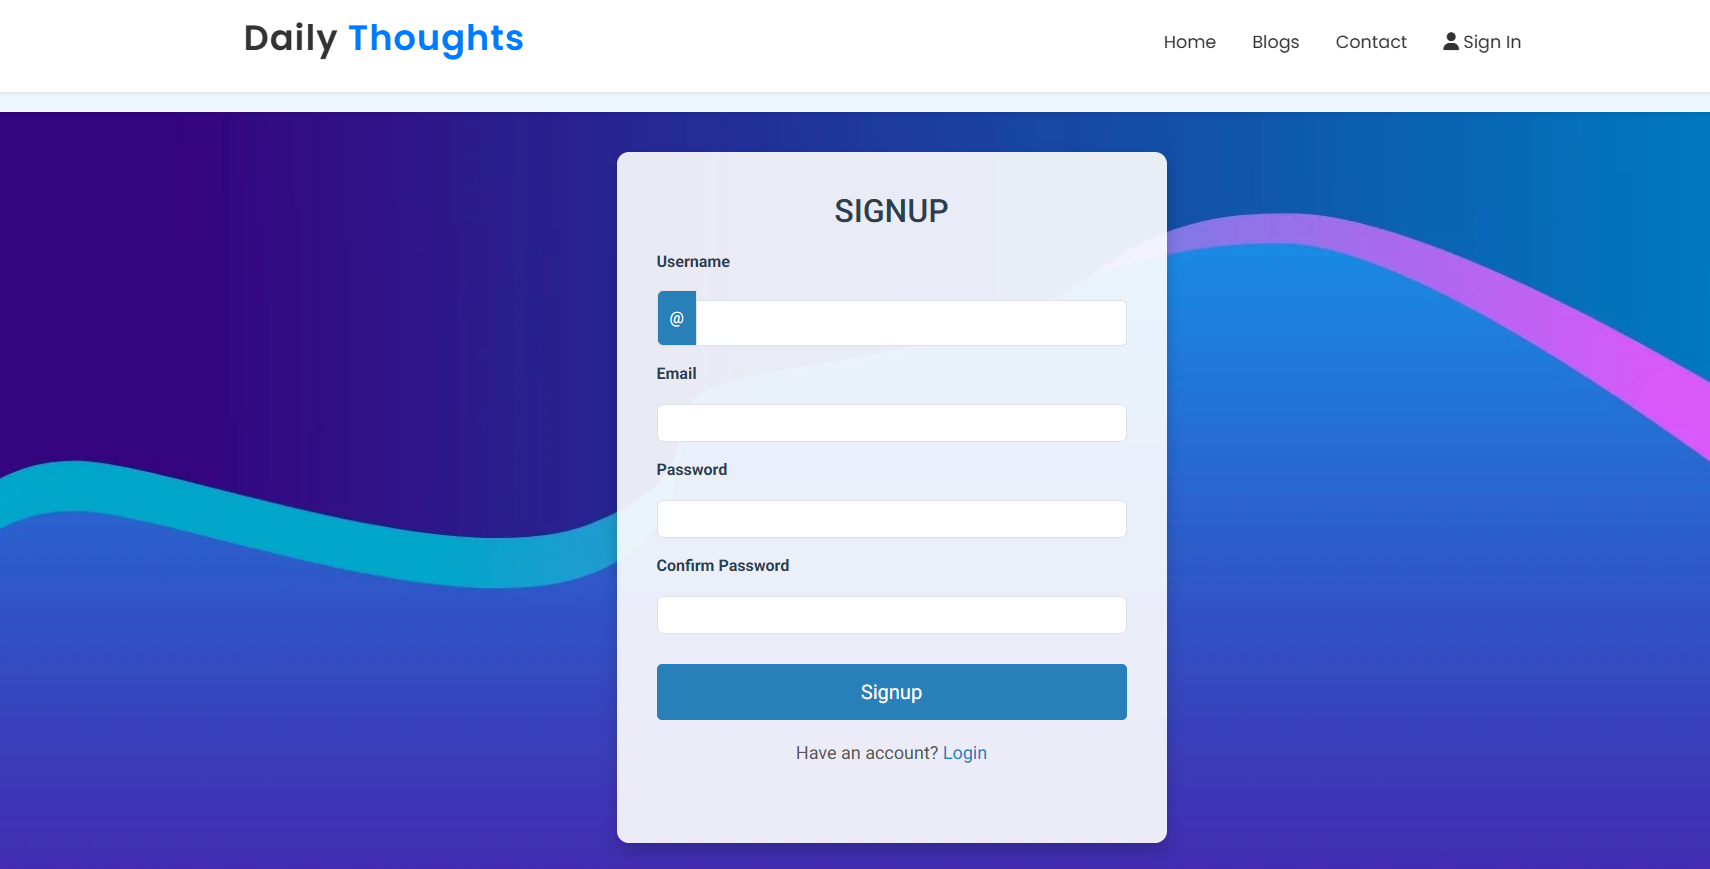 Daily Thoughts
Home Blogs Contact Sign In
SIGNUP
Username
@
Email
Password
Confirm Password
Signup
Have an account? Login